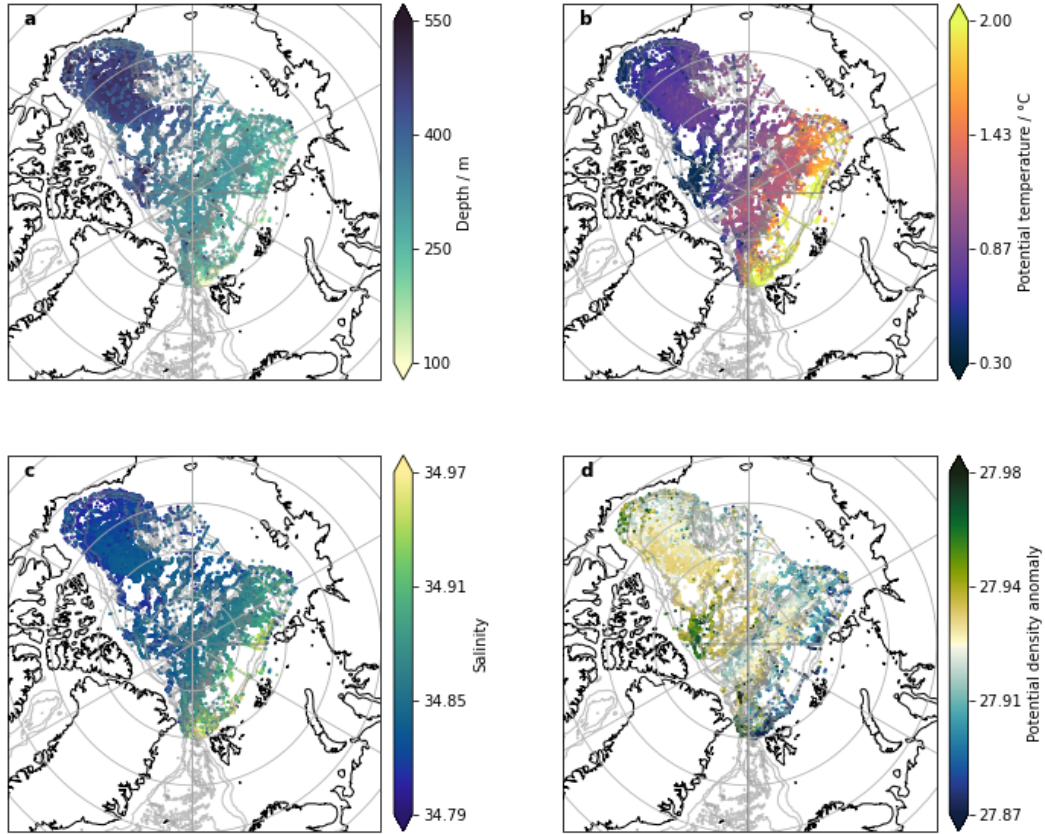 a
550
400
250
100
Depth / m
b
2.00
1.43
0.87
0.30
Potential temperature / °C
c
34.97
34.91
34.85
34.79
Salinity
d
27.98
27.94
27.91
27.87
Potential density anomaly